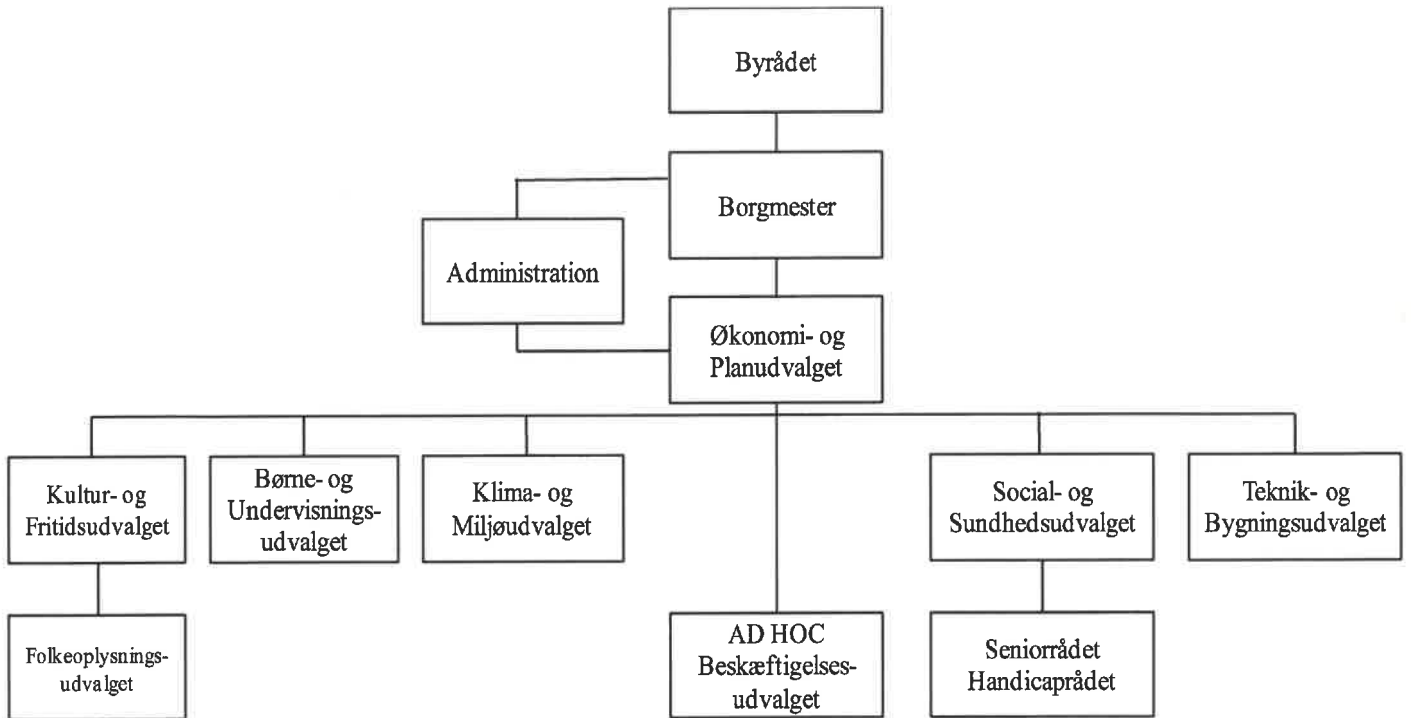 Byrådet
Borgmester
Administration
Økonomi- og
Planudvalget
Kultur- og
Fritidsudvalget
Børne- og
Undervisnings-
udvalget
Klima- og
Miljøudvalget
Social- og
Sundhedsudvalget
Teknik- og
Bygningsudvalget
Folkeoplysnings-
udvalget
AD HOC
Beskæftigelses-
udvalget
Seniorrådet
Handicaprådet